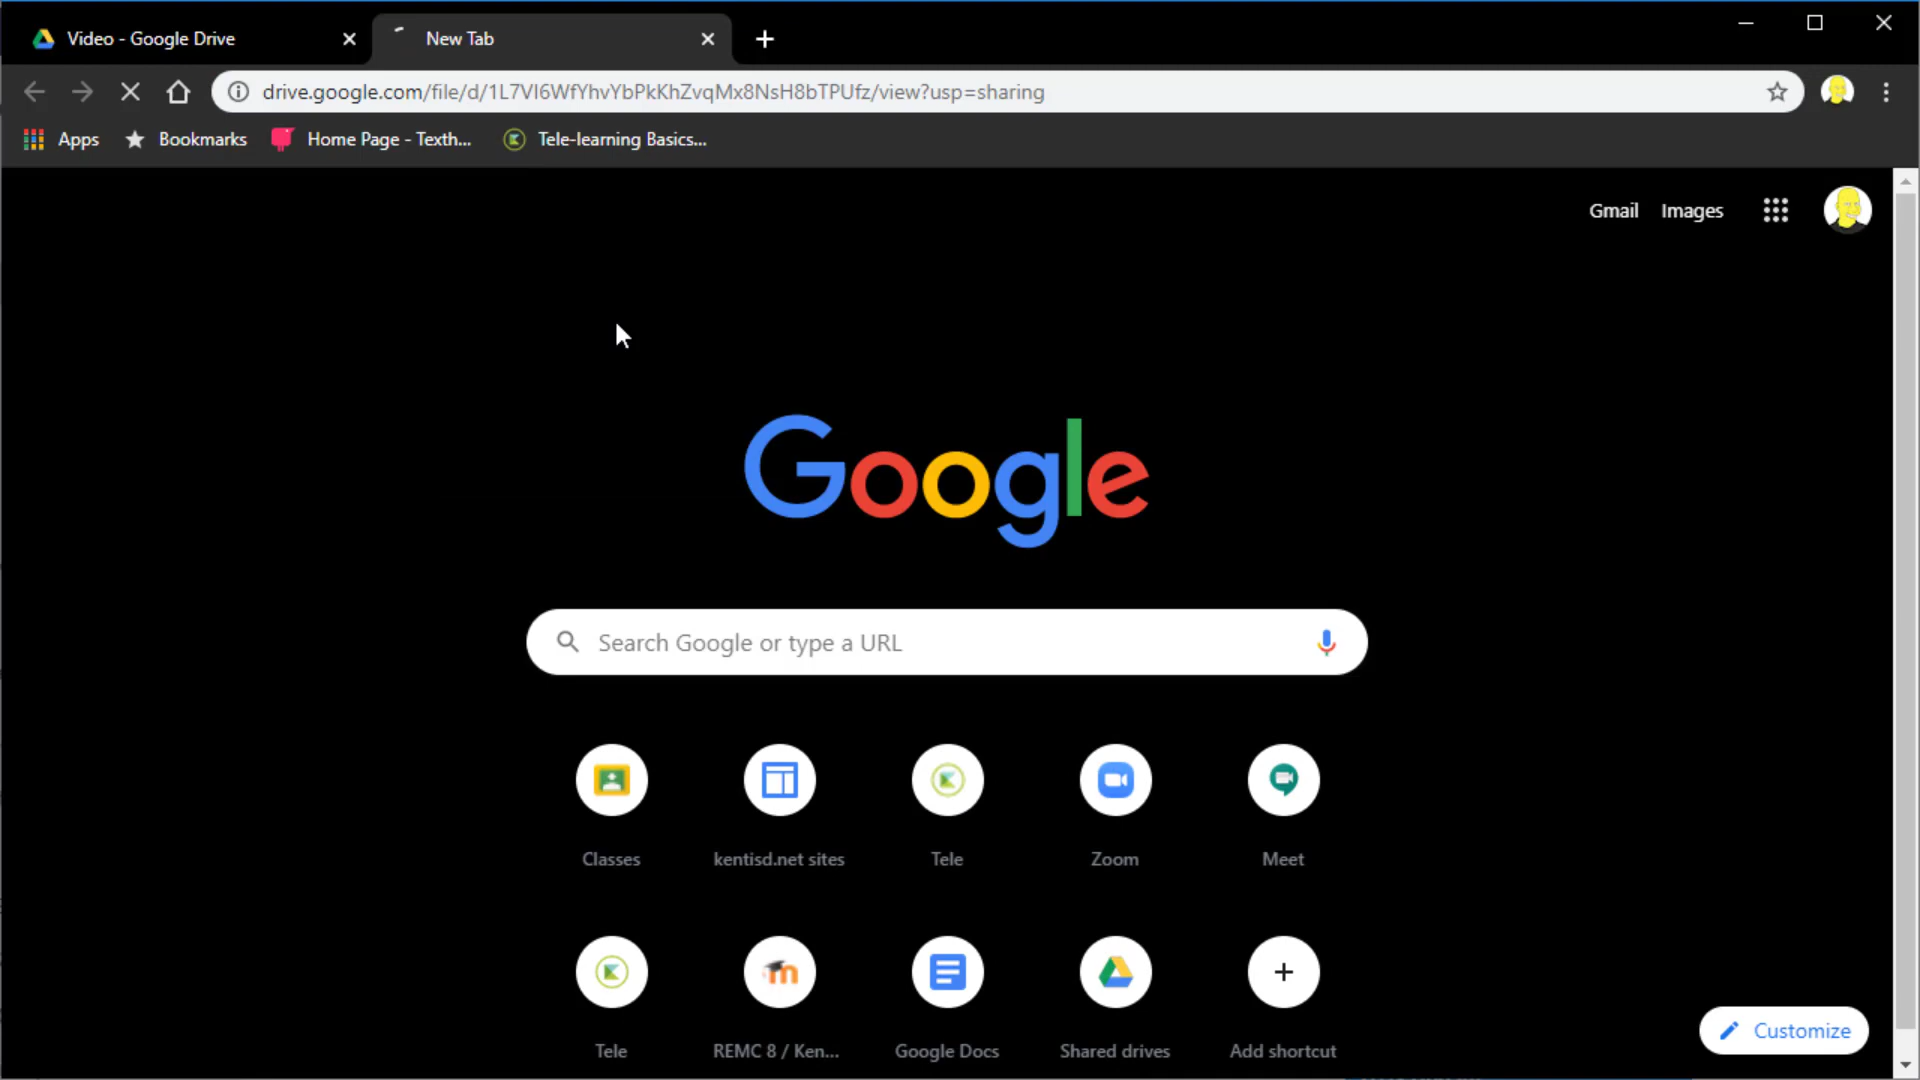 Video - Google Drive
New Tab
drive.google.com/file/d/1L7VI6WfYhvYbPkKhZvqMx8NsH8bTPUfz/view?usp=sharing
Apps
Bookmarks
Home Page - Texth...
Tele-learning Basics...
Gmail
Images
Google
Search Google or type a URL
Classes
kentisd.net sites
Tele
Zoom
Meet
Tele
REMC 8 / Ken...
Google Docs
Shared drives
Add shortcut
Customize